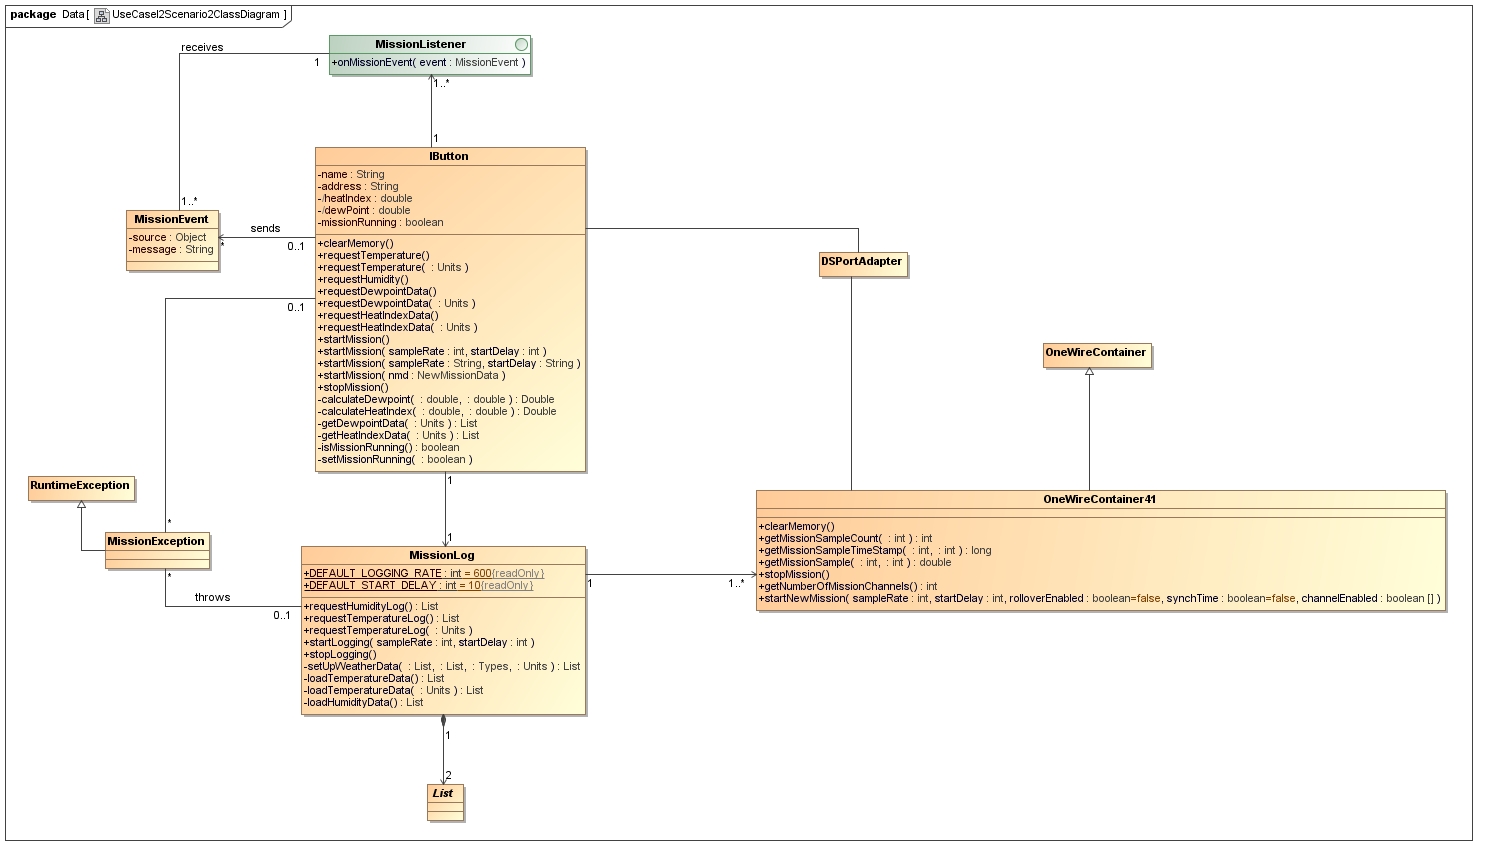 package Data [ UseCaseI2Scenario2ClassDiagram ]
receives
1
MissionListener
+onMissionEvent( event : MissionEvent )
1..*
1
IButton
-name : String
-address : String
-/heatIndex : double
-/dewPoint : double
-missionRunning : boolean
+clearMemory()
+requestTemperature()
+requestTemperature( : Units )
+requestHumidity()
+requestDewpointData()
+requestDewpointData( : Units )
+requestHeatIndexData()
+requestHeatIndexData( : Units )
+startMission()
+startMission( sampleRate : int, startDelay : int )
+startMission( sampleRate : String, startDelay : String )
+startMission( nmd : NewMissionData )
+stopMission()
-calculateDewpoint( : double, : double ) : Double
-calculateHeatIndex( : double, : double ) : Double
-getDewpointData( : Units ) : List
-getHeatIndexData( : Units ) : List
-isMissionRunning() : boolean
-setMissionRunning( : boolean )
1..*
MissionEvent
-source : Object
-message : String
sends
*
0..1
0..1
DSPortAdapter
OneWireContainer
RuntimeException
*
MissionException
*
throws
0..1
1
1
MissionLog
+DEFAULT_LOGGING_RATE : int = 600{readOnly}
+DEFAULT_START_DELAY : int = 10{readOnly}
+requestHumidityLog() : List
+requestTemperatureLog() : List
+requestTemperatureLog( : Units )
+startLogging( sampleRate : int, startDelay : int )
+stopLogging()
-setUpWeatherData( : List, : List, : Types, : Units ) : List
-loadTemperatureData() : List
-loadTemperatureData( : Units ) : List
-loadHumidityData() : List
1
1..*
OneWireContainer41
+clearMemory()
+getMissionSampleCount( : int ) : int
+getMissionSampleTimeStamp( : int, : int ) : long
+getMissionSample( : int, : int ) : double
+stopMission()
+getNumberOfMissionChannels() : int
+startNewMission( sampleRate : int, startDelay : int, rolloverEnabled : boolean=false, synchTime : boolean=false, channelEnabled : boolean [] )
1
2
List